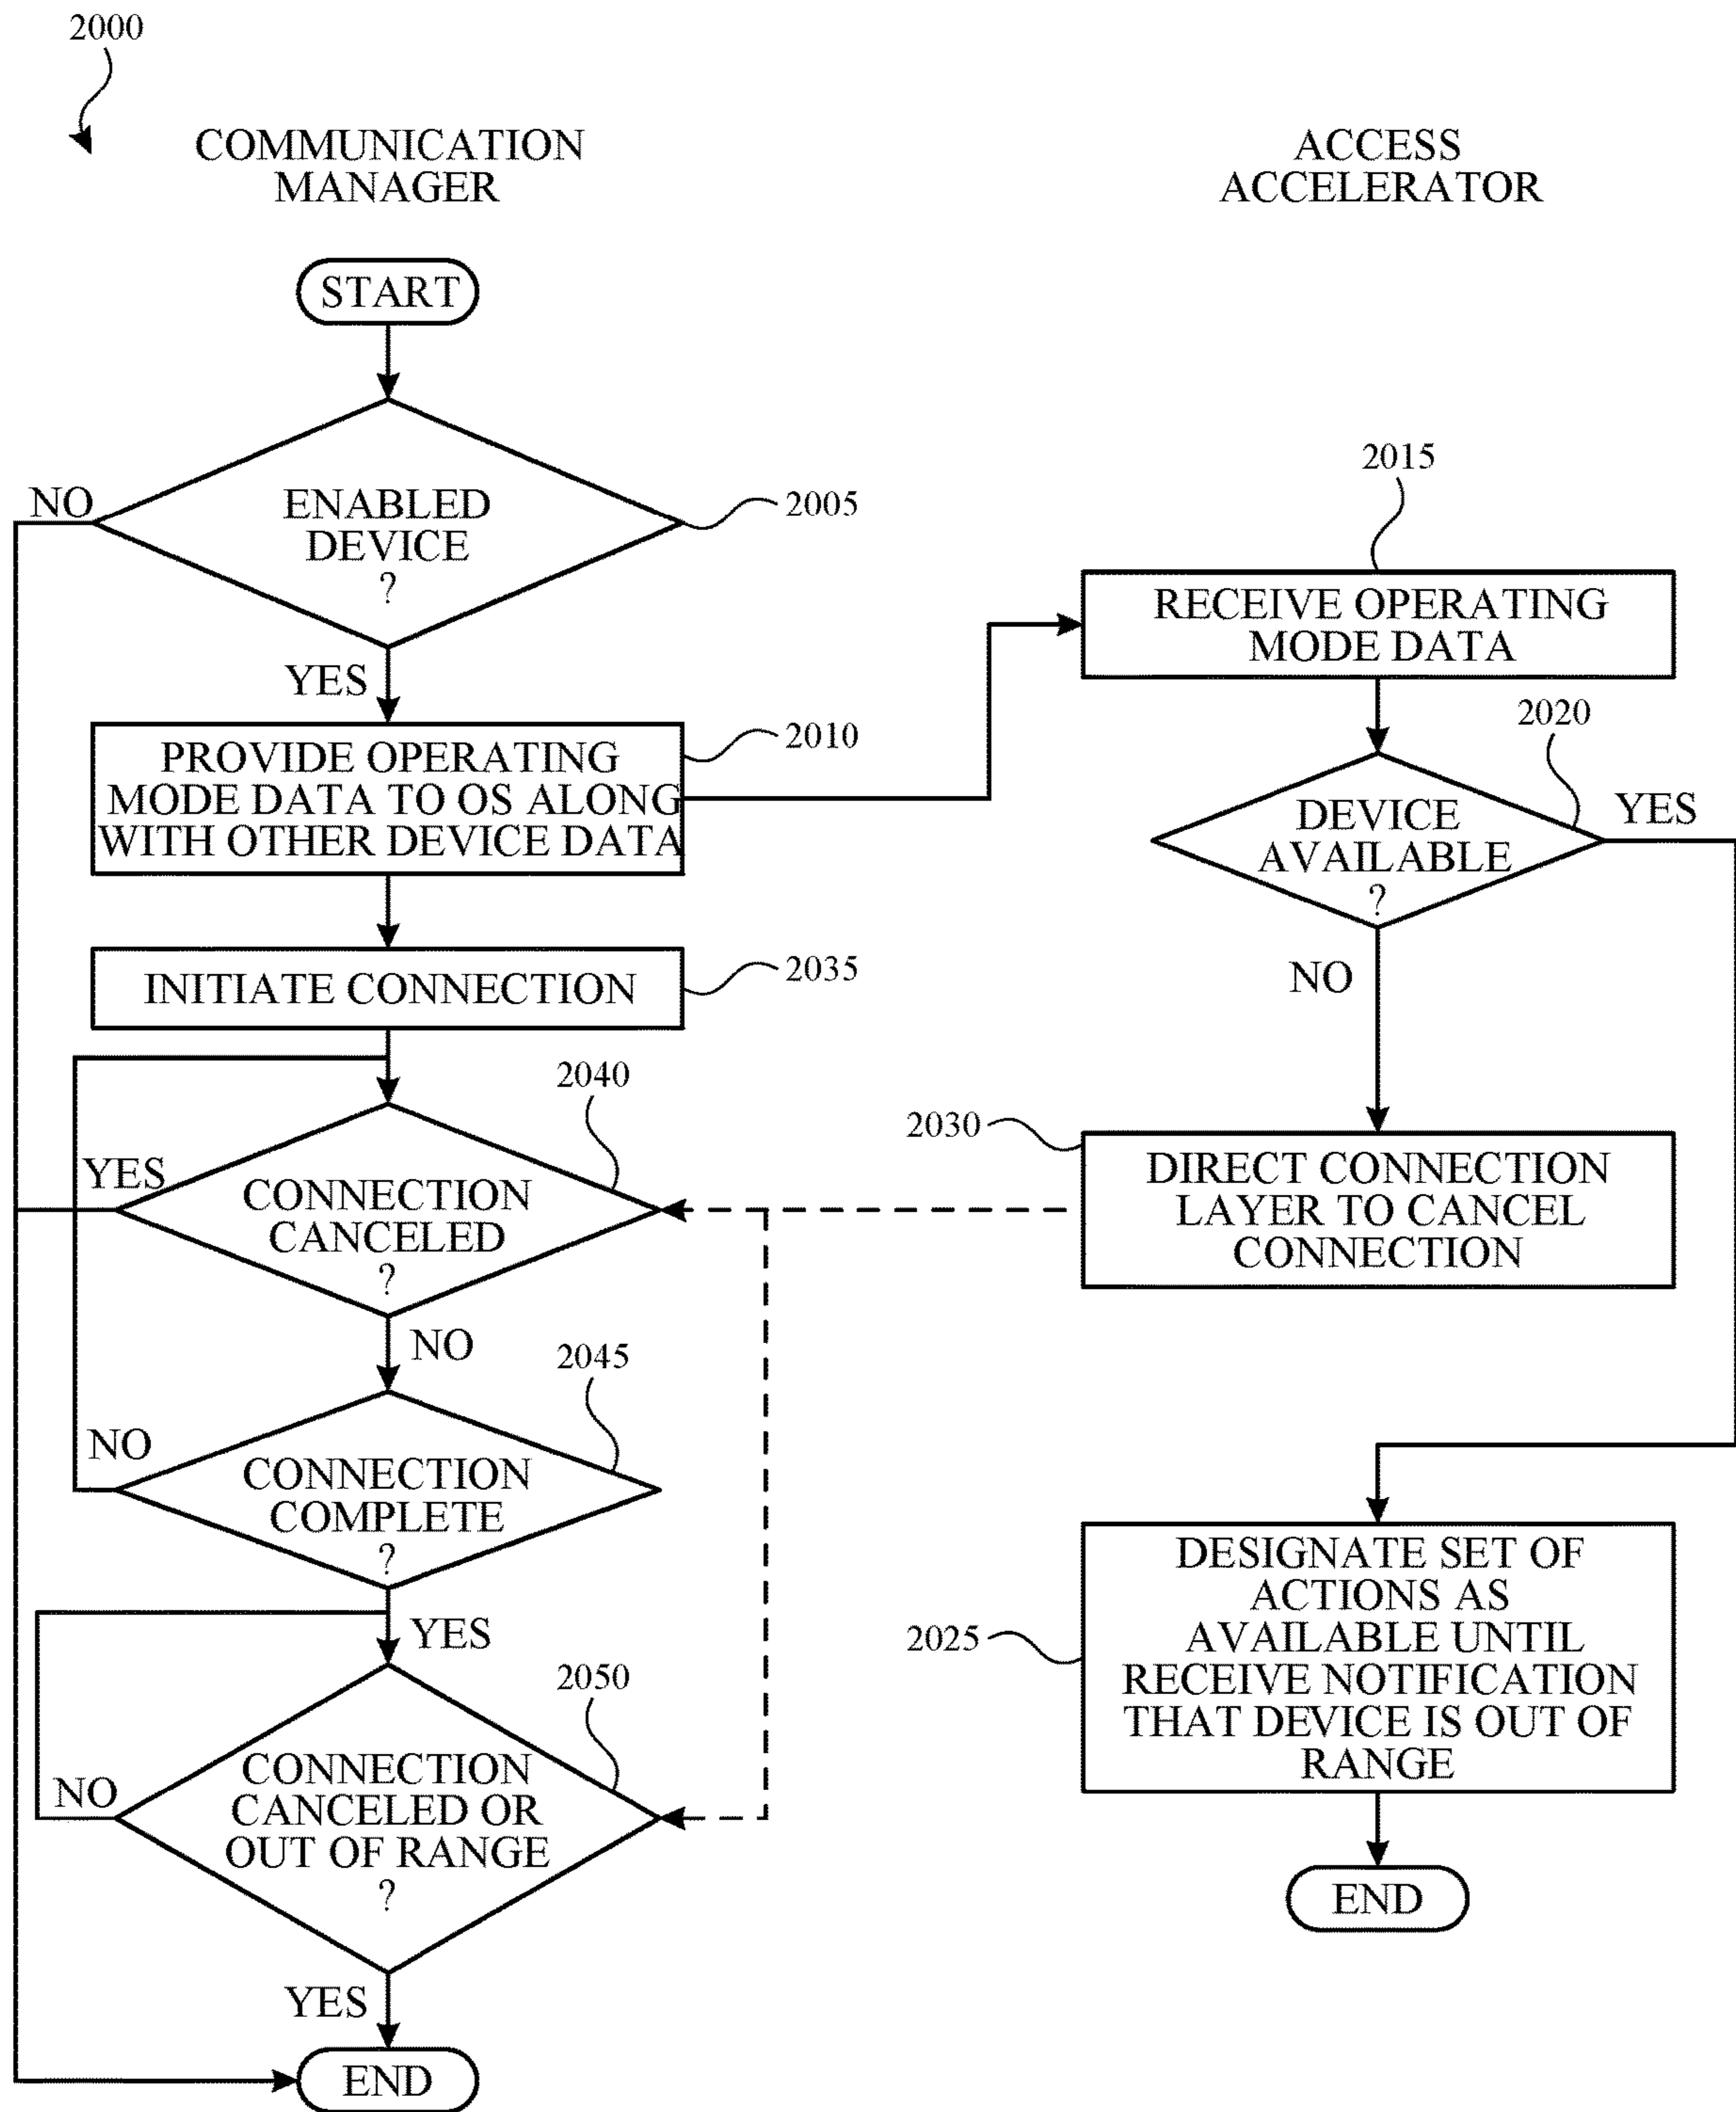 2000
COMMUNICATION
MANAGER
ACCESS
ACCELERATOR
START
ENABLED
DEVICE
?
NO
2005
YES
PROVIDE OPERATING
MODE DATA TO OS ALONG
WITH OTHER DEVICE DATA
2010
2015
RECEIVE OPERATING
MODE DATA
2020
DEVICE
AVAILABLE
?
YES
NO
INITIATE CONNECTION
2035
2040
CONNECTION
CANCELED
?
YES
NO
2030
DIRECT CONNECTION
LAYER TO CANCEL
CONNECTION
2045
CONNECTION
COMPLETE
?
NO
YES
2050
CONNECTION
CANCELED OR
OUT OF RANGE
?
NO
YES
END
2025
DESIGNATE SET OF
ACTIONS AS
AVAILABLE UNTIL
RECEIVE NOTIFICATION
THAT DEVICE IS OUT OF
RANGE
END